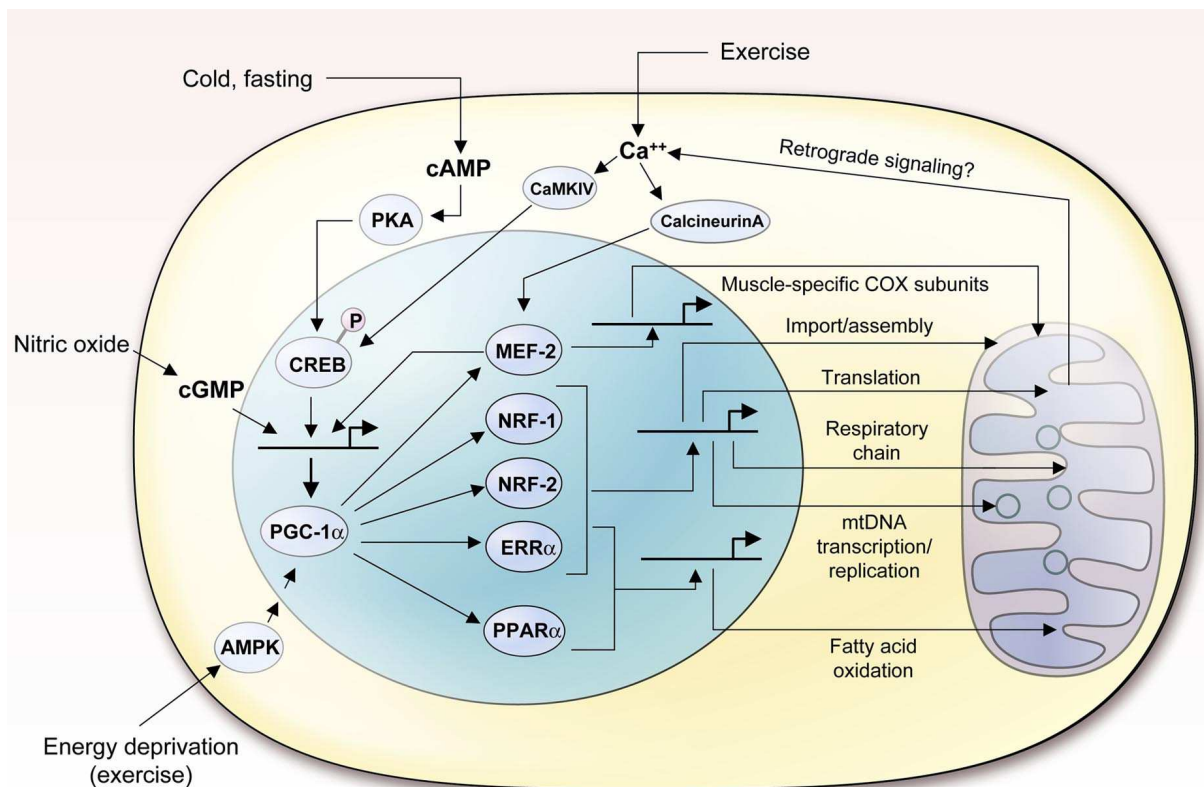 Exercise
Cold, fasting
Ca++
Retrograde signaling?
cAMP
CaMKIV
PKA
CalcineurinA
Muscle-specific COX subunits
P
Import/assembly
Nitric oxide
CREB
MEF-2
cGMP
Translation
NRF-1
Respiratory
chain
NRF-2
PGC-1α
mtDNA
transcription/
replication
ERRα
AMPK
PPARα
Fatty acid
oxidation
Energy deprivation
(exercise)